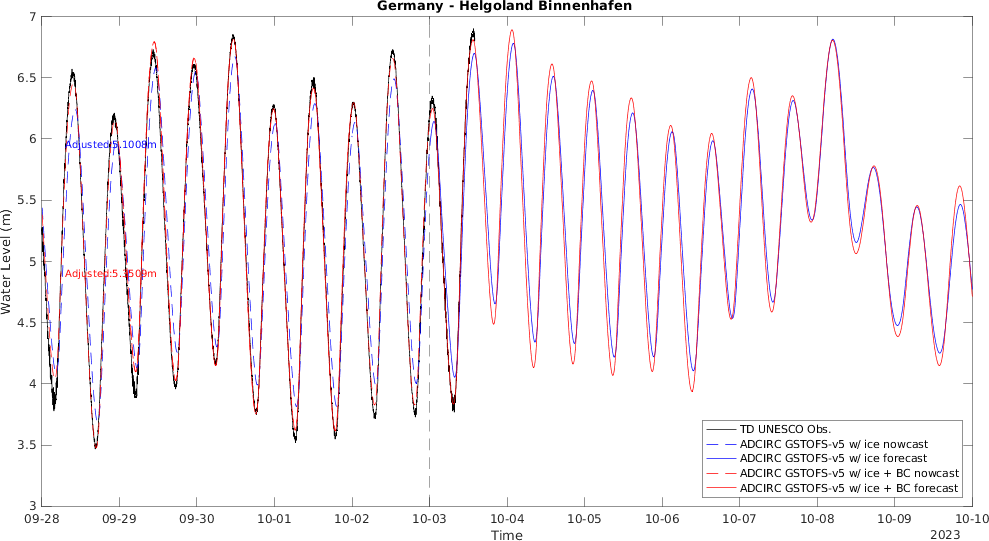 Germany - Helgoland Binnenhafen
7
6.5
6
5.5
5
4.5
4
3.5
3
Water Level (m)
Adjusted:5.1008m
Adjusted:5.3509m
TD UNESCO Obs.
ADCIRC GSTOFS-v5 w/ ice nowcast
ADCIRC GSTOFS-v5 w/ ice forecast
ADCIRC GSTOFS-v5 w/ ice + BC nowcast
ADCIRC GSTOFS-v5 w/ ice + BC forecast
09-28 09-29 09-30 10-01 10-02 10-03 10-04 10-05 10-06 10-07 10-08 10-09 10-10
Time
2023